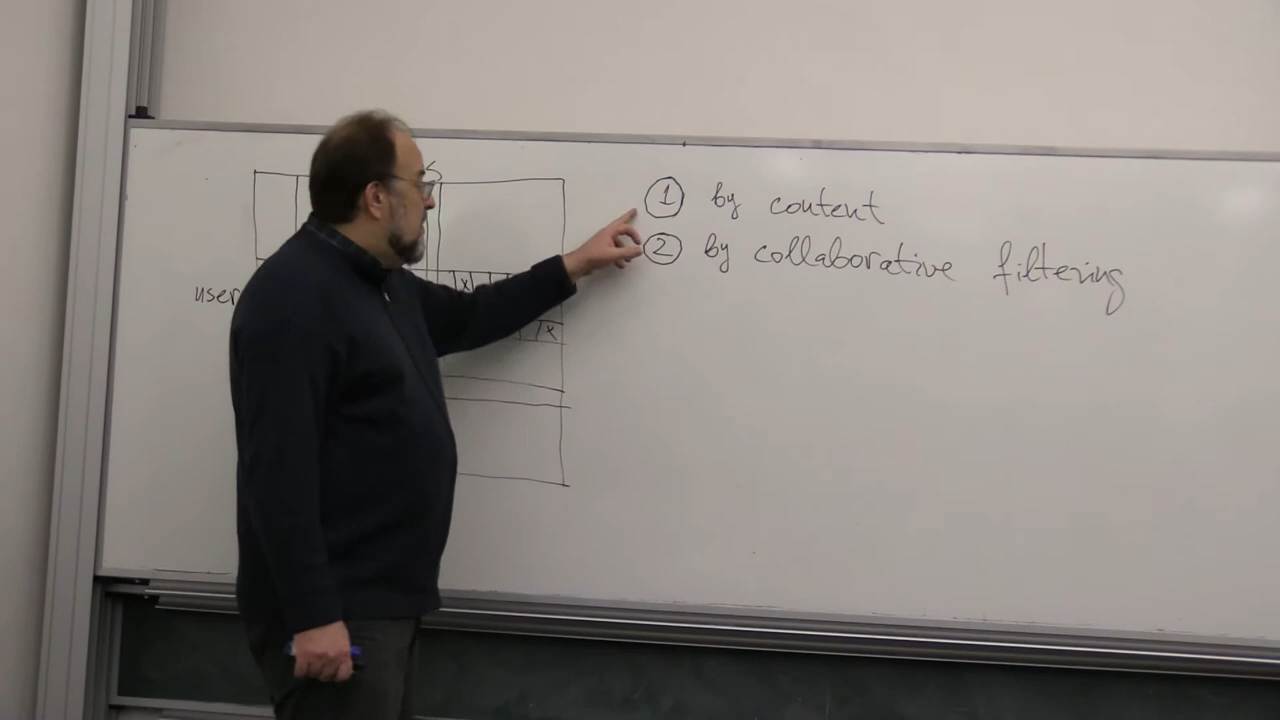 ① by content
② by collaborative filtering
user
x
x